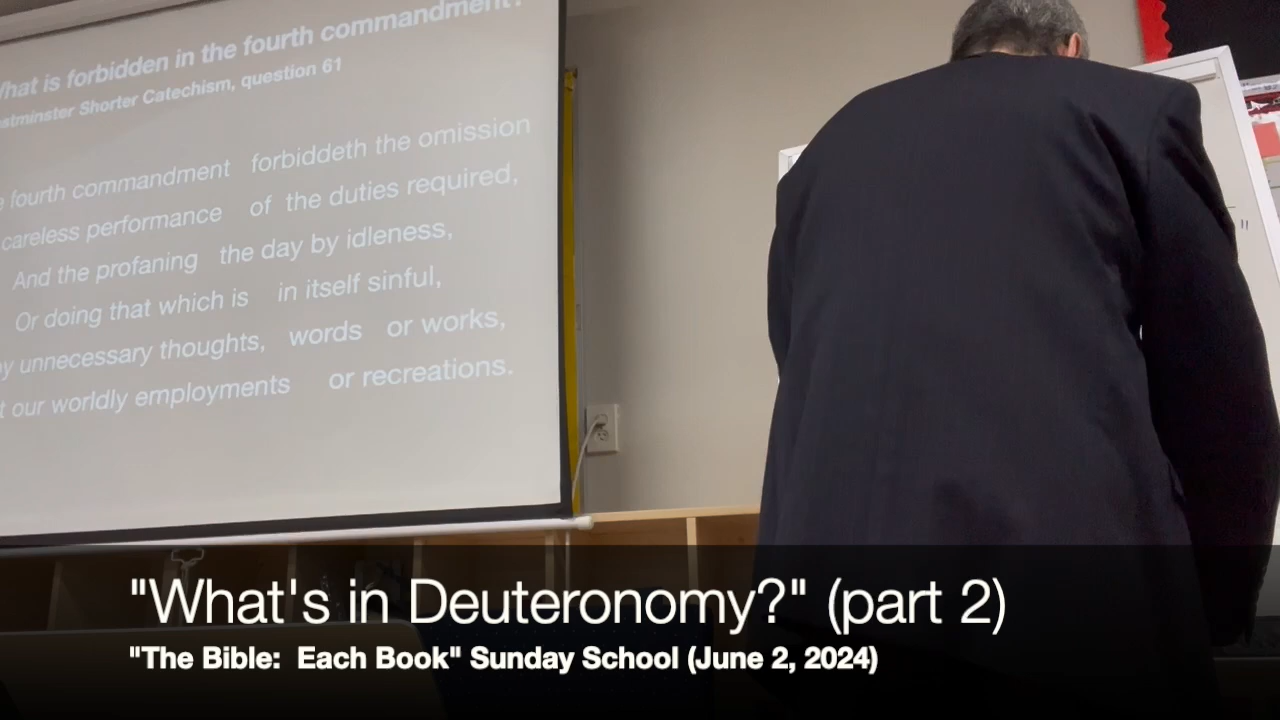 What is forbidden in the fourth commandment?
stminster Shorter Catechism, question 61
e fourth commandment forbiddeth the omission
careless performance of the duties required,
And the profaning the day by idleness,
Or doing that which is in itself sinful,
by unnecessary thoughts, words or works,
t our worldly employments or recreations.
"What's in Deuteronomy?" (part 2)
"The Bible: Each Book" Sunday School (June 2, 2024)